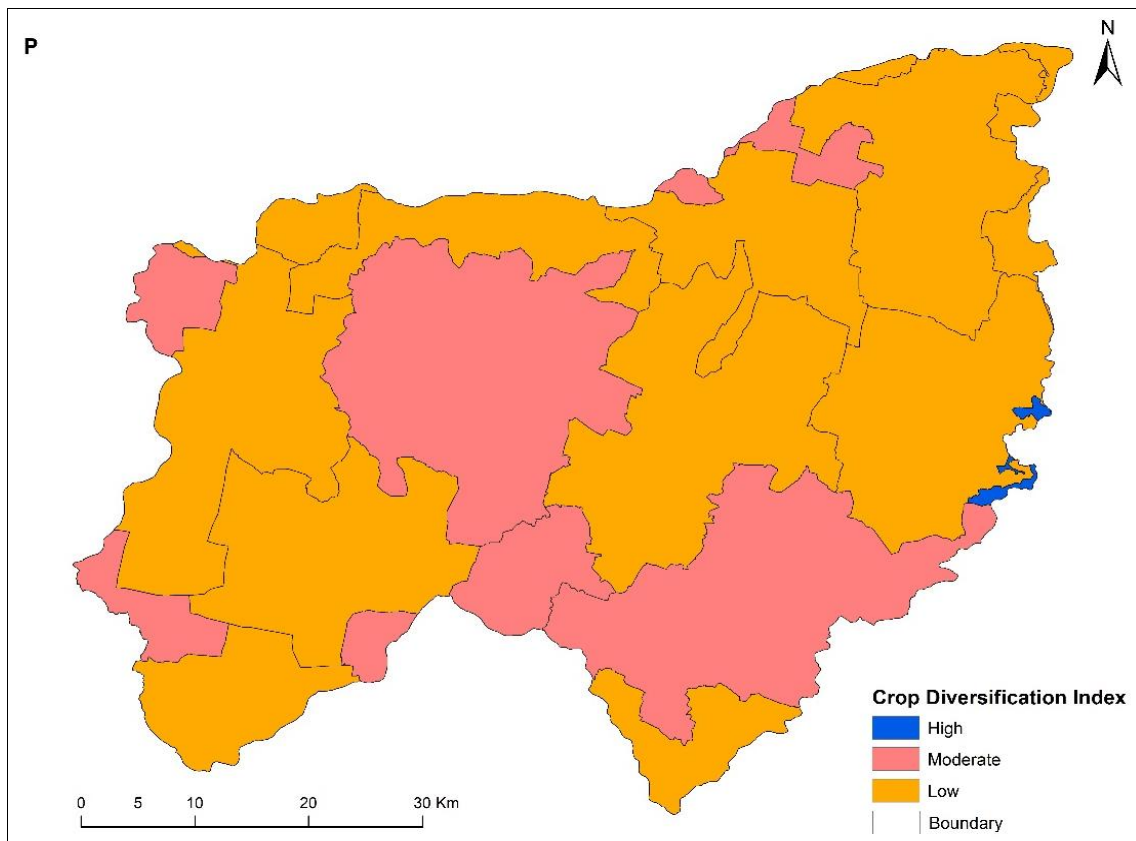 P
N
Crop Diversification Index
High
Moderate
Low
Boundary
0 5 10 20 30 Km